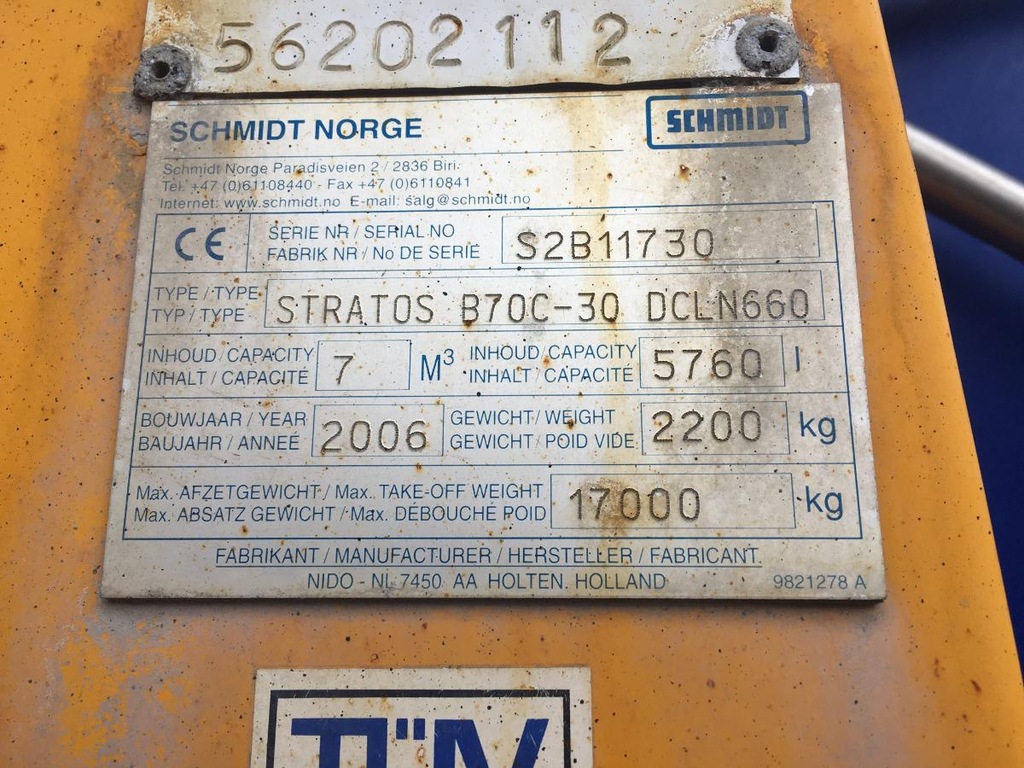 56202112
SCHMIDT NORGE
SCHMIDT
Schmidt Norge Paradisveien 2 / 2836 Biri.
Tel. +47 (0)61108440 - Fax +47 (0)6110841
Internet: www.schmidt.no E-mail: salg@schmidt.no
CE
SERIE NR / SERIAL NO
FABRIK NR / No DE SERIE
S2B11730
TYPE / TYPE
TYP / TYPE
STRATOS B70C-30 DCLN660
INHOUD / CAPACITY
INHALT / CAPACITÉ
7 M³
INHOUD / CAPACITY
INHALT / CAPACITÉ
5760 l
BOUWJAAR / YEAR
BAUJAHR / ANNEÉ
2006
GEWICHT / WEIGHT
GEWICHT / POID VIDE
2200 kg
Max. AFZETGEWICHT / Max. TAKE-OFF WEIGHT
Max. ABSATZ GEWICHT / Max. DÉBOUCHÉ POID
17000 kg
FABRIKANT / MANUFACTURER / HERSTELLER / FABRICANT.
NIDO - NL 7450 AA HOLTEN. HOLLAND
9821278 A
TÜV